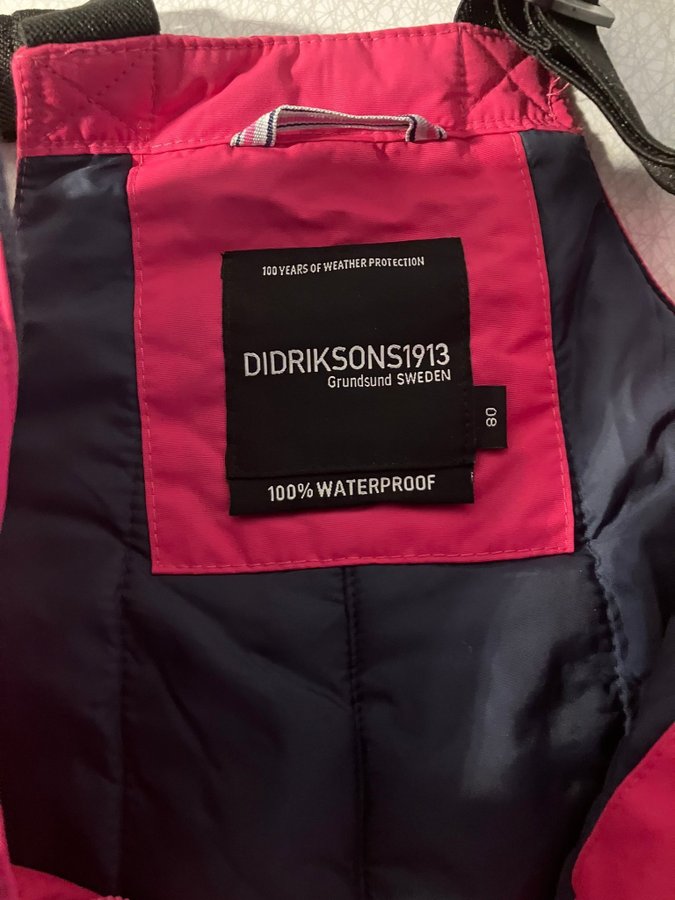 100 YEARS OF WEATHER PROTECTION
DIDRIKSONS1913
Grundsund SWEDEN
80
100% WATERPROOF